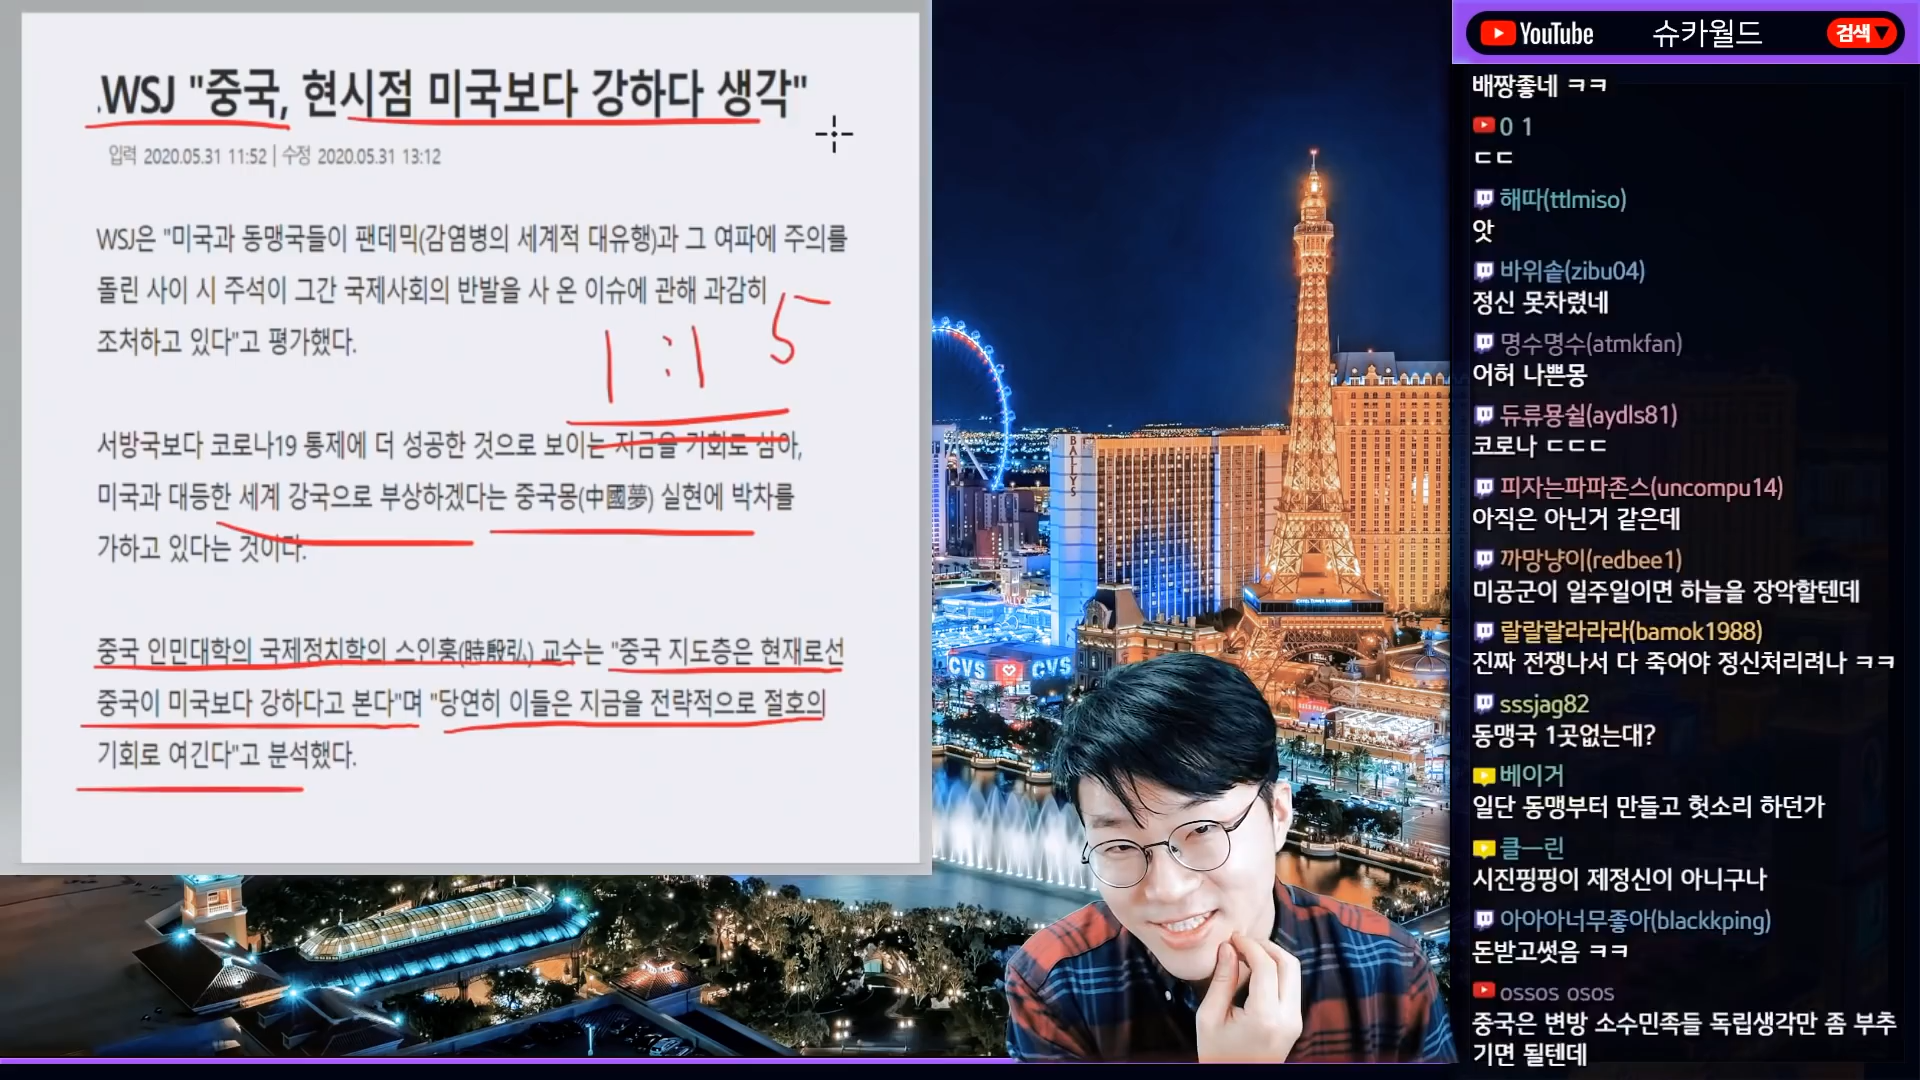 .WSJ "중국, 현시점 미국보다 강하다 생각"
입력 2020.05.31 11:52 | 수정 2020.05.31 13:12
WSJ은 "미국과 동맹국들이 팬데믹(감염병의 세계적 대유행)과 그 여파에 주의를
돌린 사이 시 주석이 그간 국제사회의 반발을 사 온 이슈에 관해 과감히
조처하고 있다"고 평가했다.
1:1 5
서방국보다 코로나19 통제에 더 성공한 것으로 보이는 지금을 기회로 삼아,
미국과 대등한 세계 강국으로 부상하겠다는 중국몽(中國夢) 실현에 박차를
가하고 있다는 것이다.
중국 인민대학의 국제정치학의 스인훙(時殷弘) 교수는 "중국 지도층은 현재로선
중국이 미국보다 강하다고 본다"며 "당연히 이들은 지금을 전략적으로 절호의
기회로 여긴다"고 분석했다.
BALLYS
CVS CVS
YouTube 슈카월드 검색▼
배짱좋네 ㅋㅋ
0 1
ㄷㄷ
해따(ttlmiso)
앗
바위솥(zibu04)
정신 못차렸네
명수명수(atmkfan)
어허 나쁜몽
듀류묭쉴(aydls81)
코로나 ㄷㄷㄷ
피자는파파존스(uncompu14)
아직은 아닌거 같은데
까망냥이(redbee1)
미공군이 일주일이면 하늘을 장악할텐데
랄랄랄라라라(bamok1988)
진짜 전쟁나서 다 죽어야 정신처리려나 ㅋㅋ
sssjag82
동맹국 1곳없는대?
베이거
일단 동맹부터 만들고 헛소리 하던가
클—린
시진핑핑이 제정신이 아니구나
아아아너무좋아(blackkping)
돈받고썻음 ㅋㅋ
ossos osos
중국은 변방 소수민족들 독립생각만 좀 부추
기면 될텐데